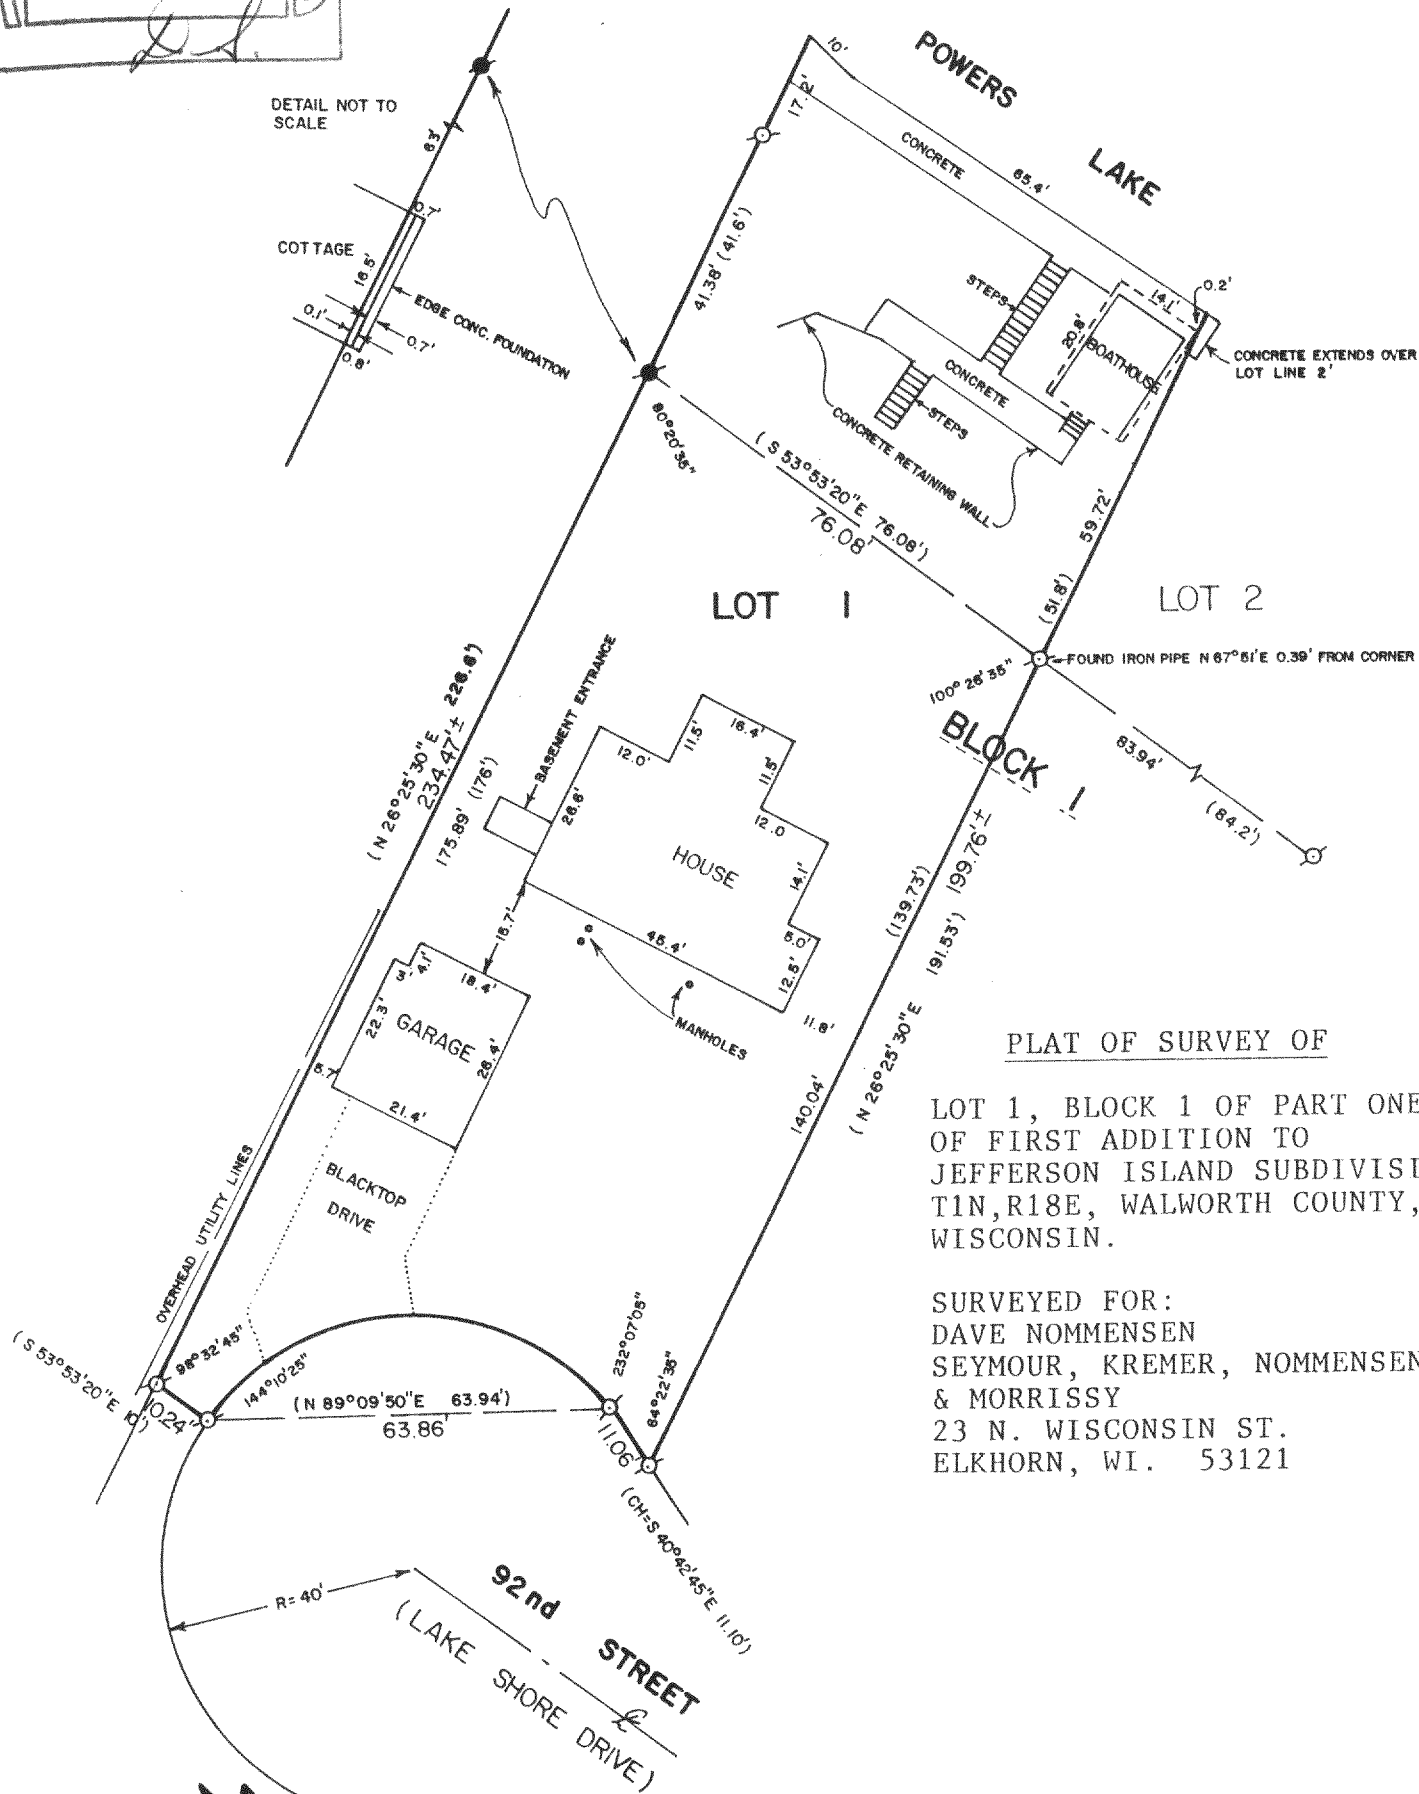 DETAIL NOT TO
SCALE
63'
0.7'
COTTAGE
16.5'
0.1'
0.8'
0.7'
EDGE CONC. FOUNDATION
POWERS
LAKE
10'
17.2'
CONCRETE
65.4'
41.38' (41.6')
STEPS
14.1'
0.2'
20.8'
BOATHOUSE
CONCRETE EXTENDS OVER
LOT LINE 2'
CONCRETE
STEPS
CONCRETE RETAINING WALL
80°20'35"
(S 53°53'20"E 76.08')
76.08'
59.72'
(51.8')
LOT 1
LOT 2
FOUND IRON PIPE N 67°51'E 0.39' FROM CORNER
100°26'35"
BLOCK 1
83.94'
(84.2')
(N 26°25'30"E 226.6')
234.47'±
175.89' (176')
BASEMENT ENTRANCE
12.0'
11.5'
16.4'
11.5'
26.6'
12.0
HOUSE
14.1'
5.0'
12.5'
45.4'
15.7'
MANHOLES
11.8'
(139.73')
199.76'±
(N 26°25'30"E 191.53')
140.04'
3'
4.1'
18.4'
22.3'
GARAGE
26.4'
5.7'
21.4'
BLACKTOP
DRIVE
OVERHEAD UTILITY LINES
98°32'45"
(S 53°53'20"E 10')
10.24'
144°10'25"
(N 89°09'50"E 63.94')
63.86'
232°07'05"
64°22'35"
11.06'
(CH=S 40°42'45"E 11.10')
R=40'
92nd STREET
(LAKE SHORE DRIVE)
PLAT OF SURVEY OF
LOT 1, BLOCK 1 OF PART ONE
OF FIRST ADDITION TO
JEFFERSON ISLAND SUBDIVISI
T1N,R18E, WALWORTH COUNTY,
WISCONSIN.
SURVEYED FOR:
DAVE NOMMENSEN
SEYMOUR, KREMER, NOMMENSEN
& MORRISSY
23 N. WISCONSIN ST.
ELKHORN, WI. 53121